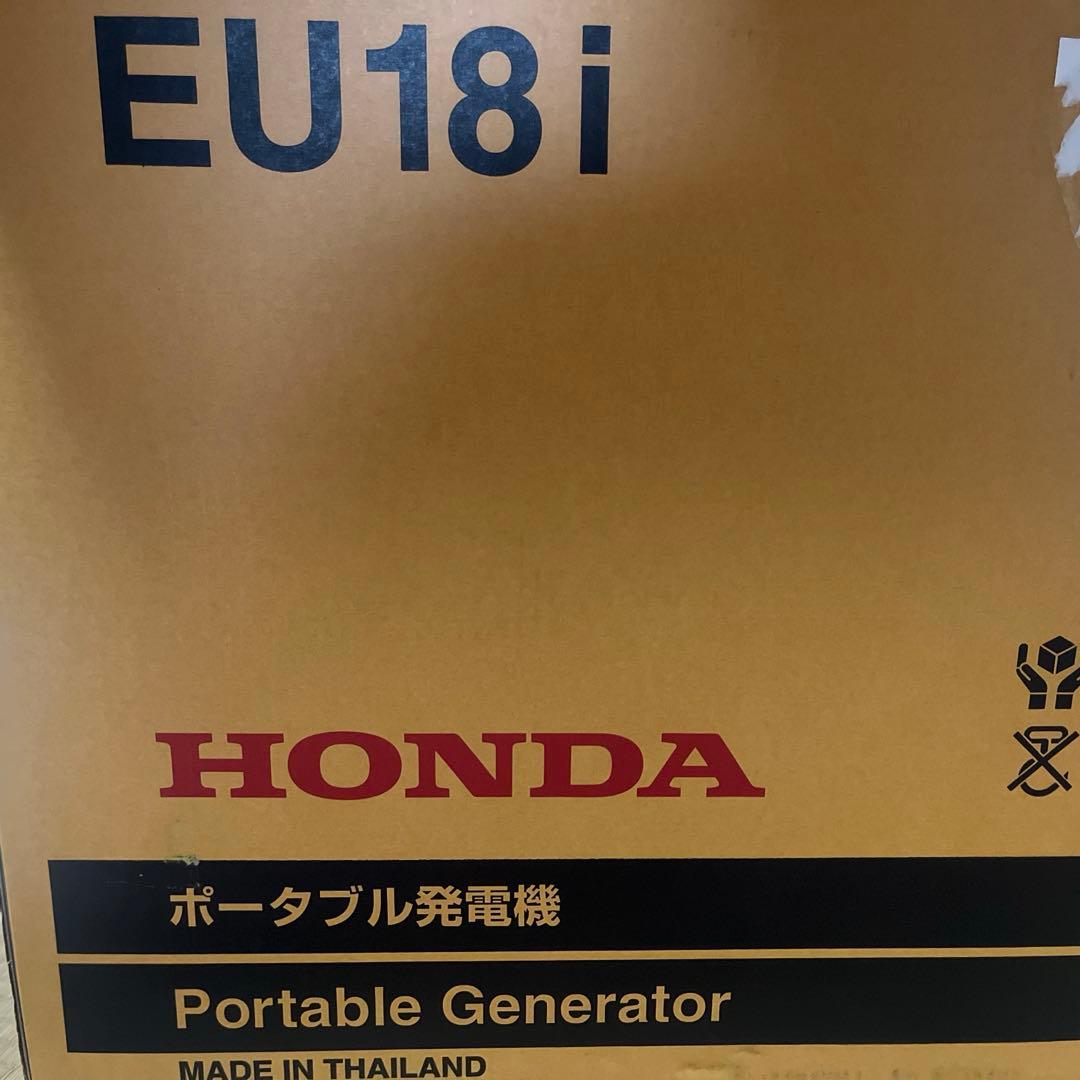 EU18i
HONDA
ポータブル発電機
Portable Generator
MADE IN THAILAND